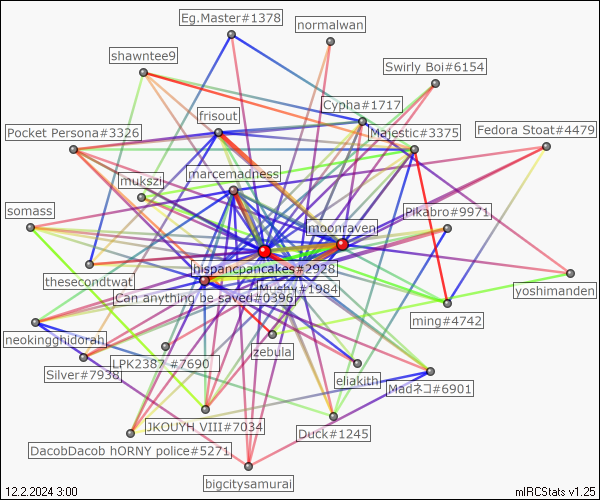 Eg.Master#1378
normalwan
shawntee9
Swirly Boi#6154
Cypha#1717
frisout
Pocket Persona#3326
Majestic#3375
Fedora Stoat#4479
mukszi
marcemadness
somass
Pikabro#9971
moonraven
hispancpancakes#2928
thesecondtwat
Mushy#1984
yoshimanden
Can anything be saved#0396
ming#4742
neokingghidorah
zebula
LPK2387 #7690
Silver#7938
eliakith
Madネコ#6901
JKOUYH VIII#7034
Duck#1245
DacobDacob hORNY police#5271
bigcitysamurai
12.2.2024 3:00
mIRCStats v1.25